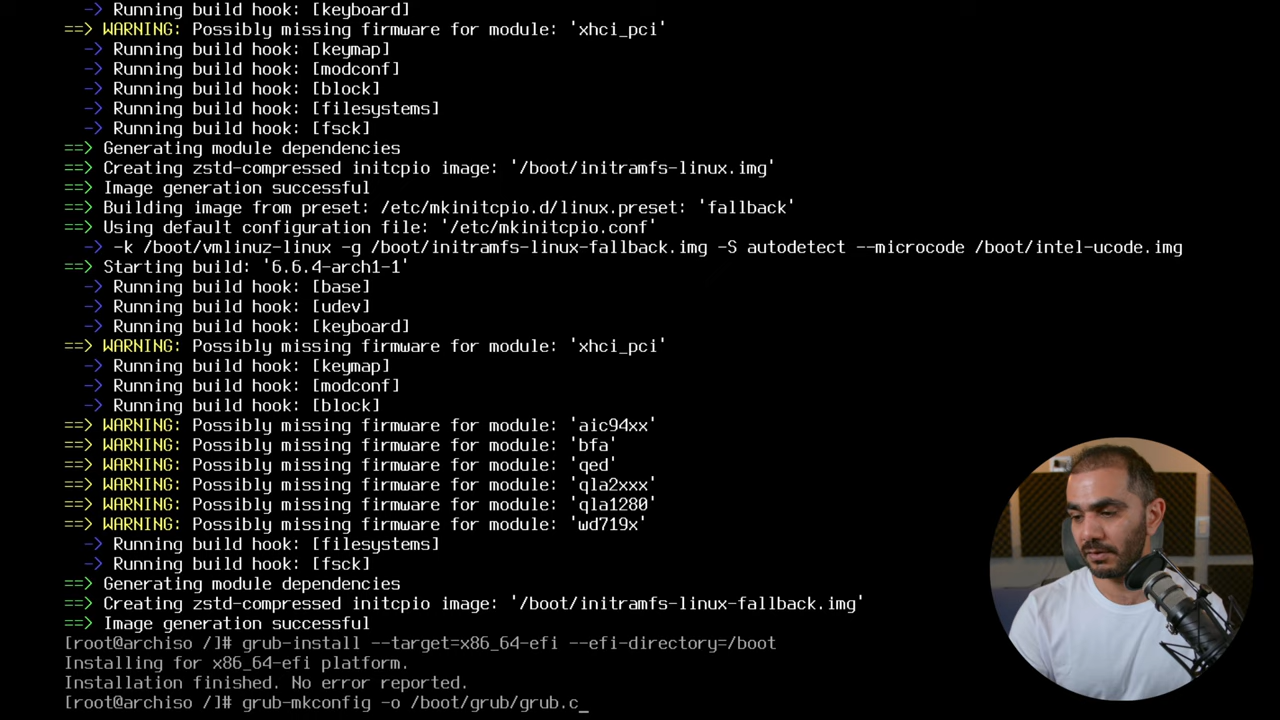 -> Running build hook: [keyboard]
==> WARNING: Possibly missing firmware for module: 'xhci_pci'
-> Running build hook: [keymap]
-> Running build hook: [modconf]
-> Running build hook: [block]
-> Running build hook: [filesystems]
-> Running build hook: [fsck]
==> Generating module dependencies
==> Creating zstd-compressed initcpio image: '/boot/initramfs-linux.img'
==> Image generation successful
==> Building image from preset: /etc/mkinitcpio.d/linux.preset: 'fallback'
==> Using default configuration file: '/etc/mkinitcpio.conf'
-> -k /boot/vmlinuz-linux -g /boot/initramfs-linux-fallback.img -S autodetect --microcode /boot/intel-ucode.img
==> Starting build: '6.6.4-arch1-1'
-> Running build hook: [base]
-> Running build hook: [udev]
-> Running build hook: [keyboard]
==> WARNING: Possibly missing firmware for module: 'xhci_pci'
-> Running build hook: [keymap]
-> Running build hook: [modconf]
-> Running build hook: [block]
==> WARNING: Possibly missing firmware for module: 'aic94xx'
==> WARNING: Possibly missing firmware for module: 'bfa'
==> WARNING: Possibly missing firmware for module: 'qed'
==> WARNING: Possibly missing firmware for module: 'qla2xxx'
==> WARNING: Possibly missing firmware for module: 'qla1280'
==> WARNING: Possibly missing firmware for module: 'wd719x'
-> Running build hook: [filesystems]
-> Running build hook: [fsck]
==> Generating module dependencies
==> Creating zstd-compressed initcpio image: '/boot/initramfs-linux-fallback.img'
==> Image generation successful
[root@archiso /]# grub-install --target=x86_64-efi --efi-directory=/boot
Installing for x86_64-efi platform.
Installation finished. No error reported.
[root@archiso /]# grub-mkconfig -o /boot/grub/grub.c_